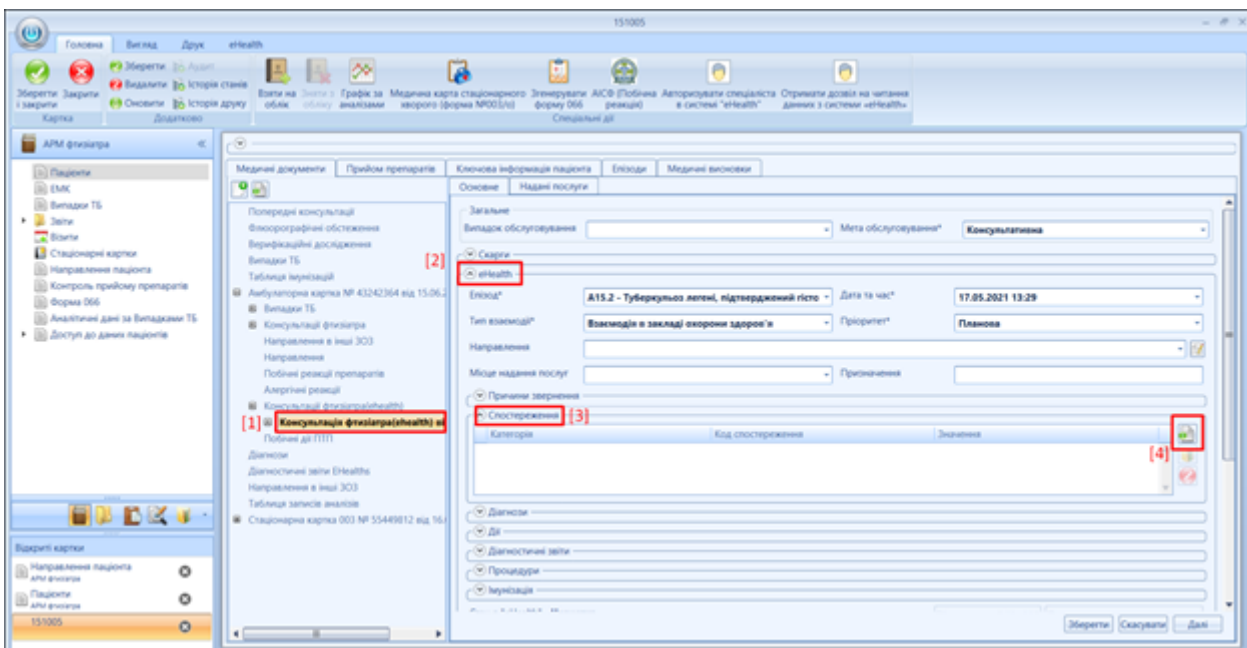 151005
Головна Вигляд Друк eHealth
Зберегти і закрити
Закрити
Зберегти Аудит
Видалити Історія станів
Оновити Історія друку
Взяти на облік
Зняти з обліку
Графік за аналізами
Медична карта стаціонарного хворого (форма №003/о)
Згенерувати форму 066
АІСФ (Побічна реакція)
Авторизувати спеціаліста в системі "eHealth"
Отримати дозвіл на читання данних з системи «eHealth»
Картка Додатково Спеціальні дії
АРМ фтизіатра
Пацієнти
ЕМК
Випадки ТБ
Звіти
Візити
Стаціонарні картки
Направлення пацієнта
Контроль прийому препаратів
Форма 066
Аналітичні дані за Випадками ТБ
Доступ до даних пацієнтів
Відкриті картки
Направлення пацієнта
АРМ фтизіатра
Пацієнти
АРМ фтизіатра
151005
Медичні документи Прийом препаратів Ключова інформація пацієнта Епізоди Медичні висновки
Попередні консультації
Флюорографічні обстеження
Верифікаційні дослідження
Випадки ТБ
Таблиця імунізацій
Амбулаторна картка № 43242364 від 15.06.2
Випадки ТБ
Консультації фтизіатра
Направлення в інші ЗОЗ
Направлення
Побічні реакції препаратів
Алергічні реакції
Консультації фтизіатра(ehealth)
[1] Консультація фтизіатра(ehealth) ві
Побічні дії ПТП
Діагнози
Діагностичні звіти EHealths
Направлення в інші ЗОЗ
Таблиця записів аналізів
Стаціонарна картка 003 № 55449812 від 16.
Основне Надані послуги
Загальне
Випадок обслуговування Мета обслуговування* Консультативна
Скарги
[2] eHealth
Епізод* A15.2 - Туберкульоз легені, підтверджений гісто Дата та час* 17.05.2021 13:29
Тип взаємодії* Взаємодія в закладі охорони здоров`я Пріоритет* Планова
Направлення
Місце надання послуг Призначення
Причини звернення
Спостереження [3]
Категорія Код спостереження Значення
[4]
Діагнози
Дії
Діагностичні звіти
Процедури
Імунізація
Зберегти Скасувати Далі